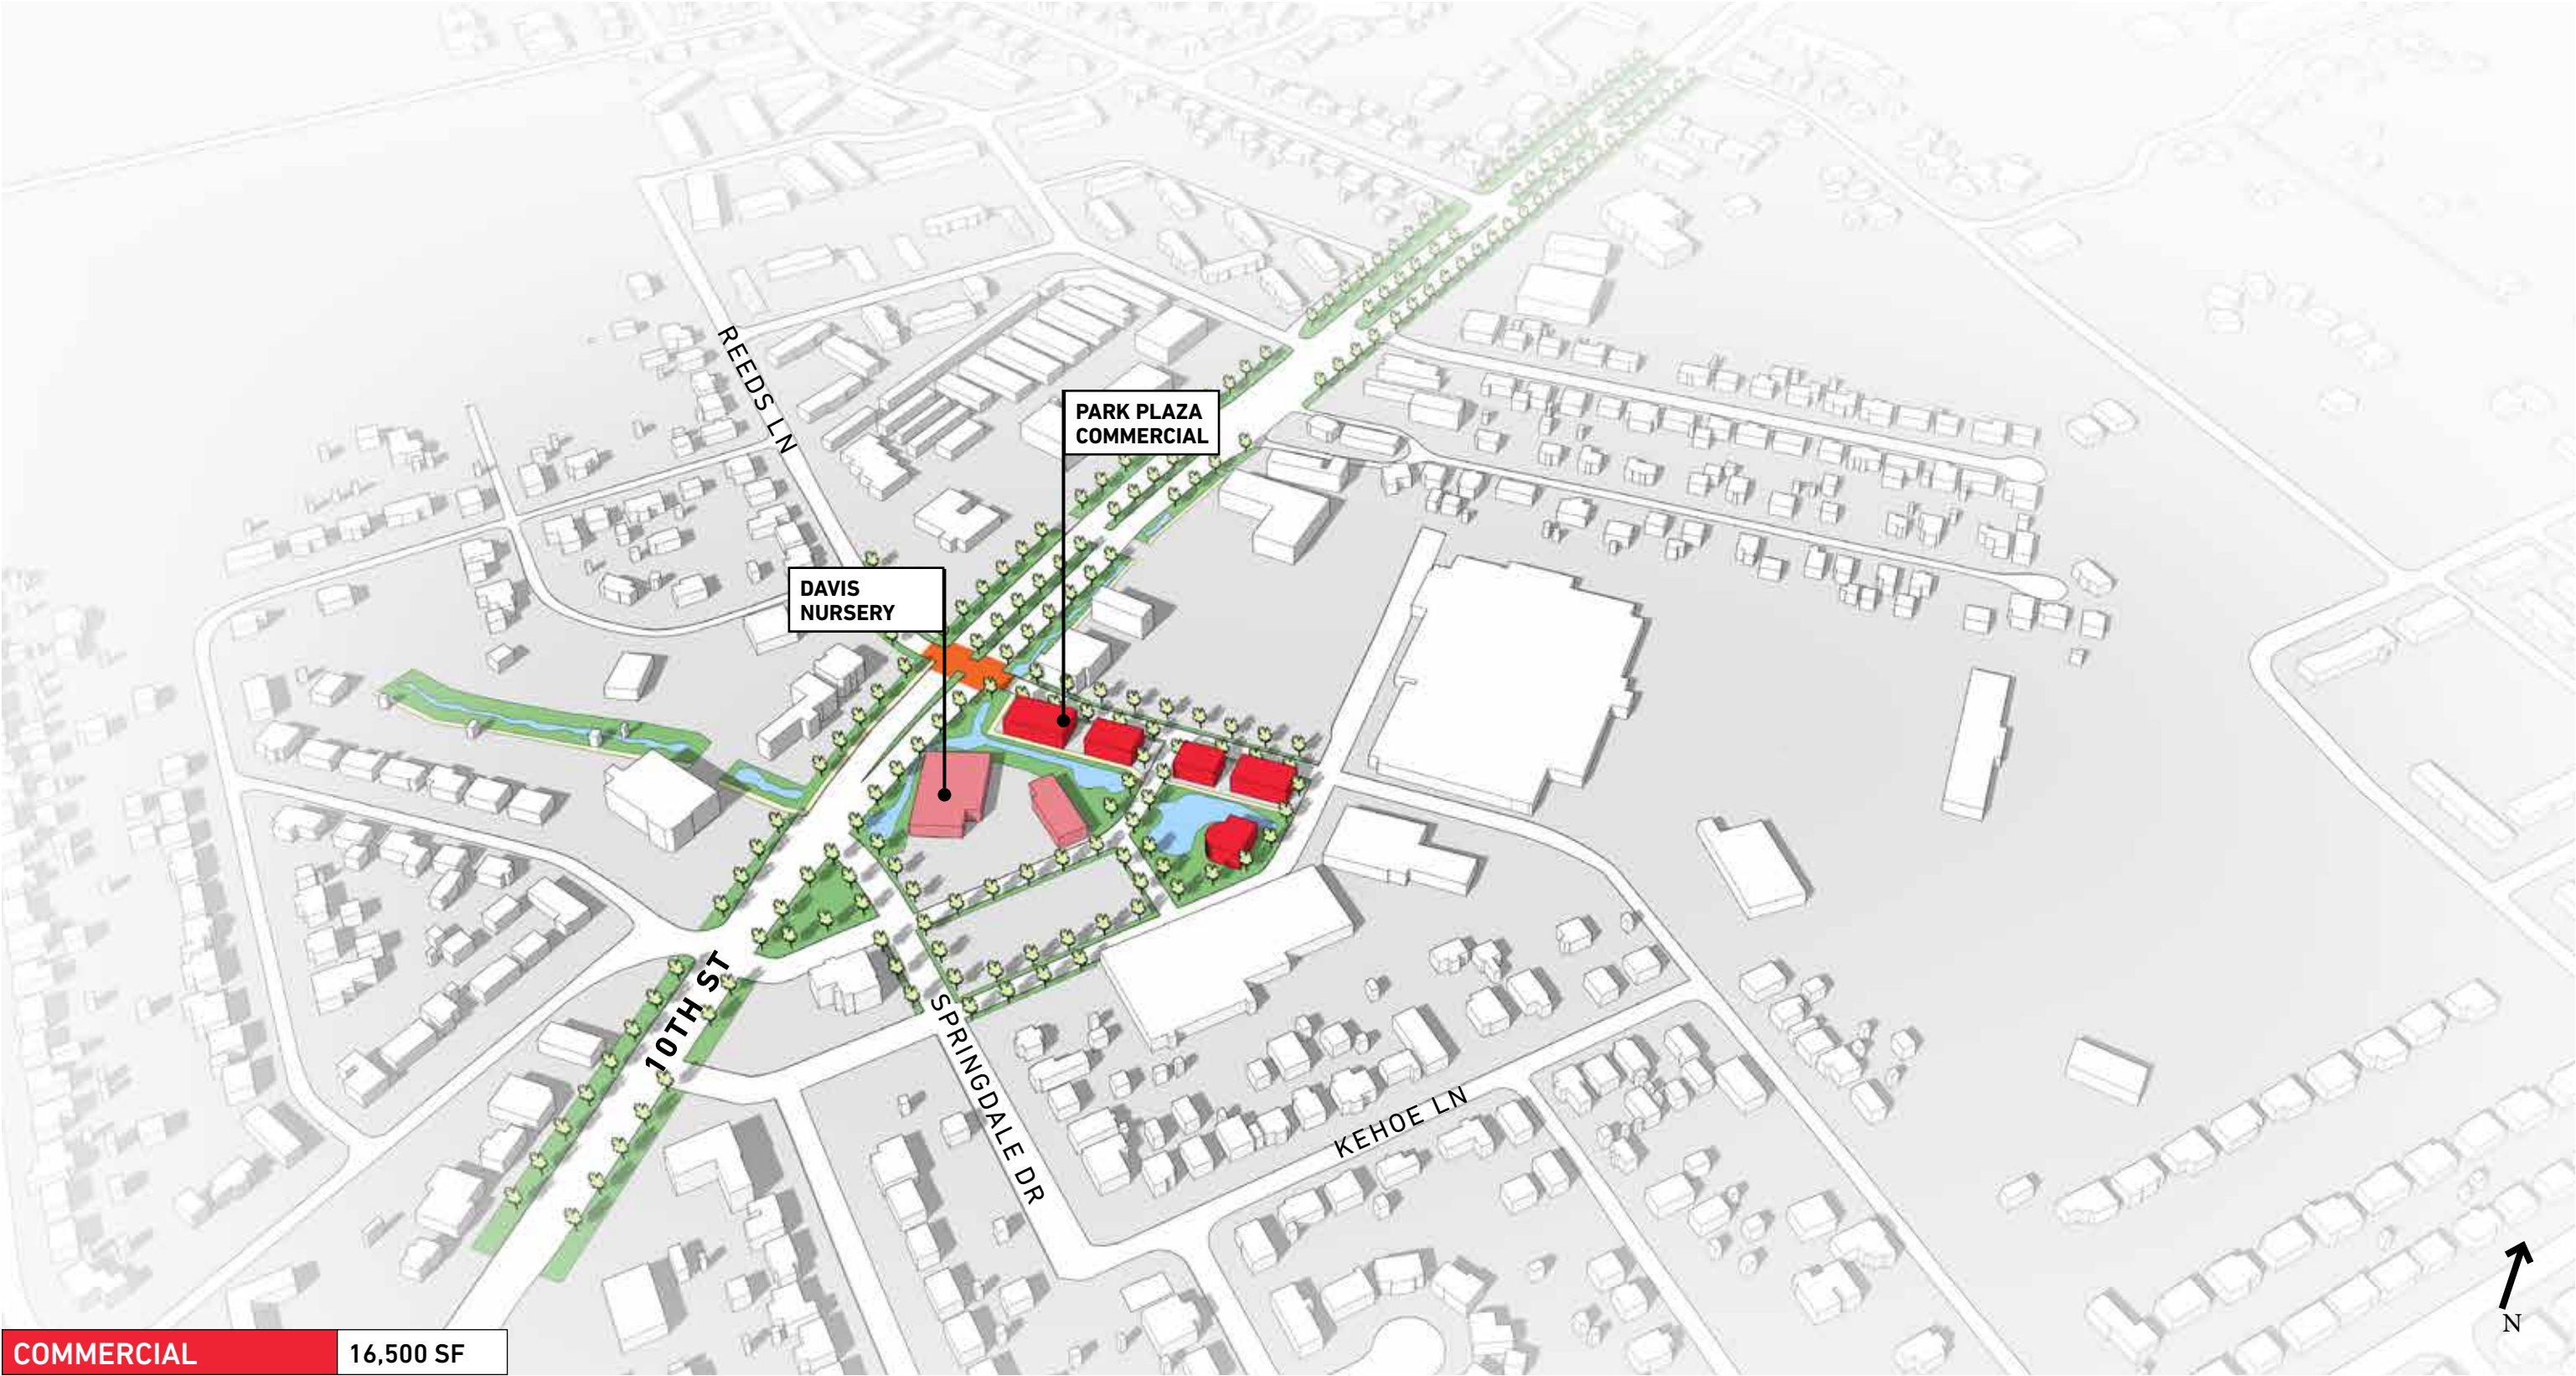 REEDS LN
PARK PLAZA
COMMERCIAL
DAVIS
NURSERY
10TH ST
SPRINGDALE DR
KEHOE LN
N
COMMERCIAL
16,500 SF